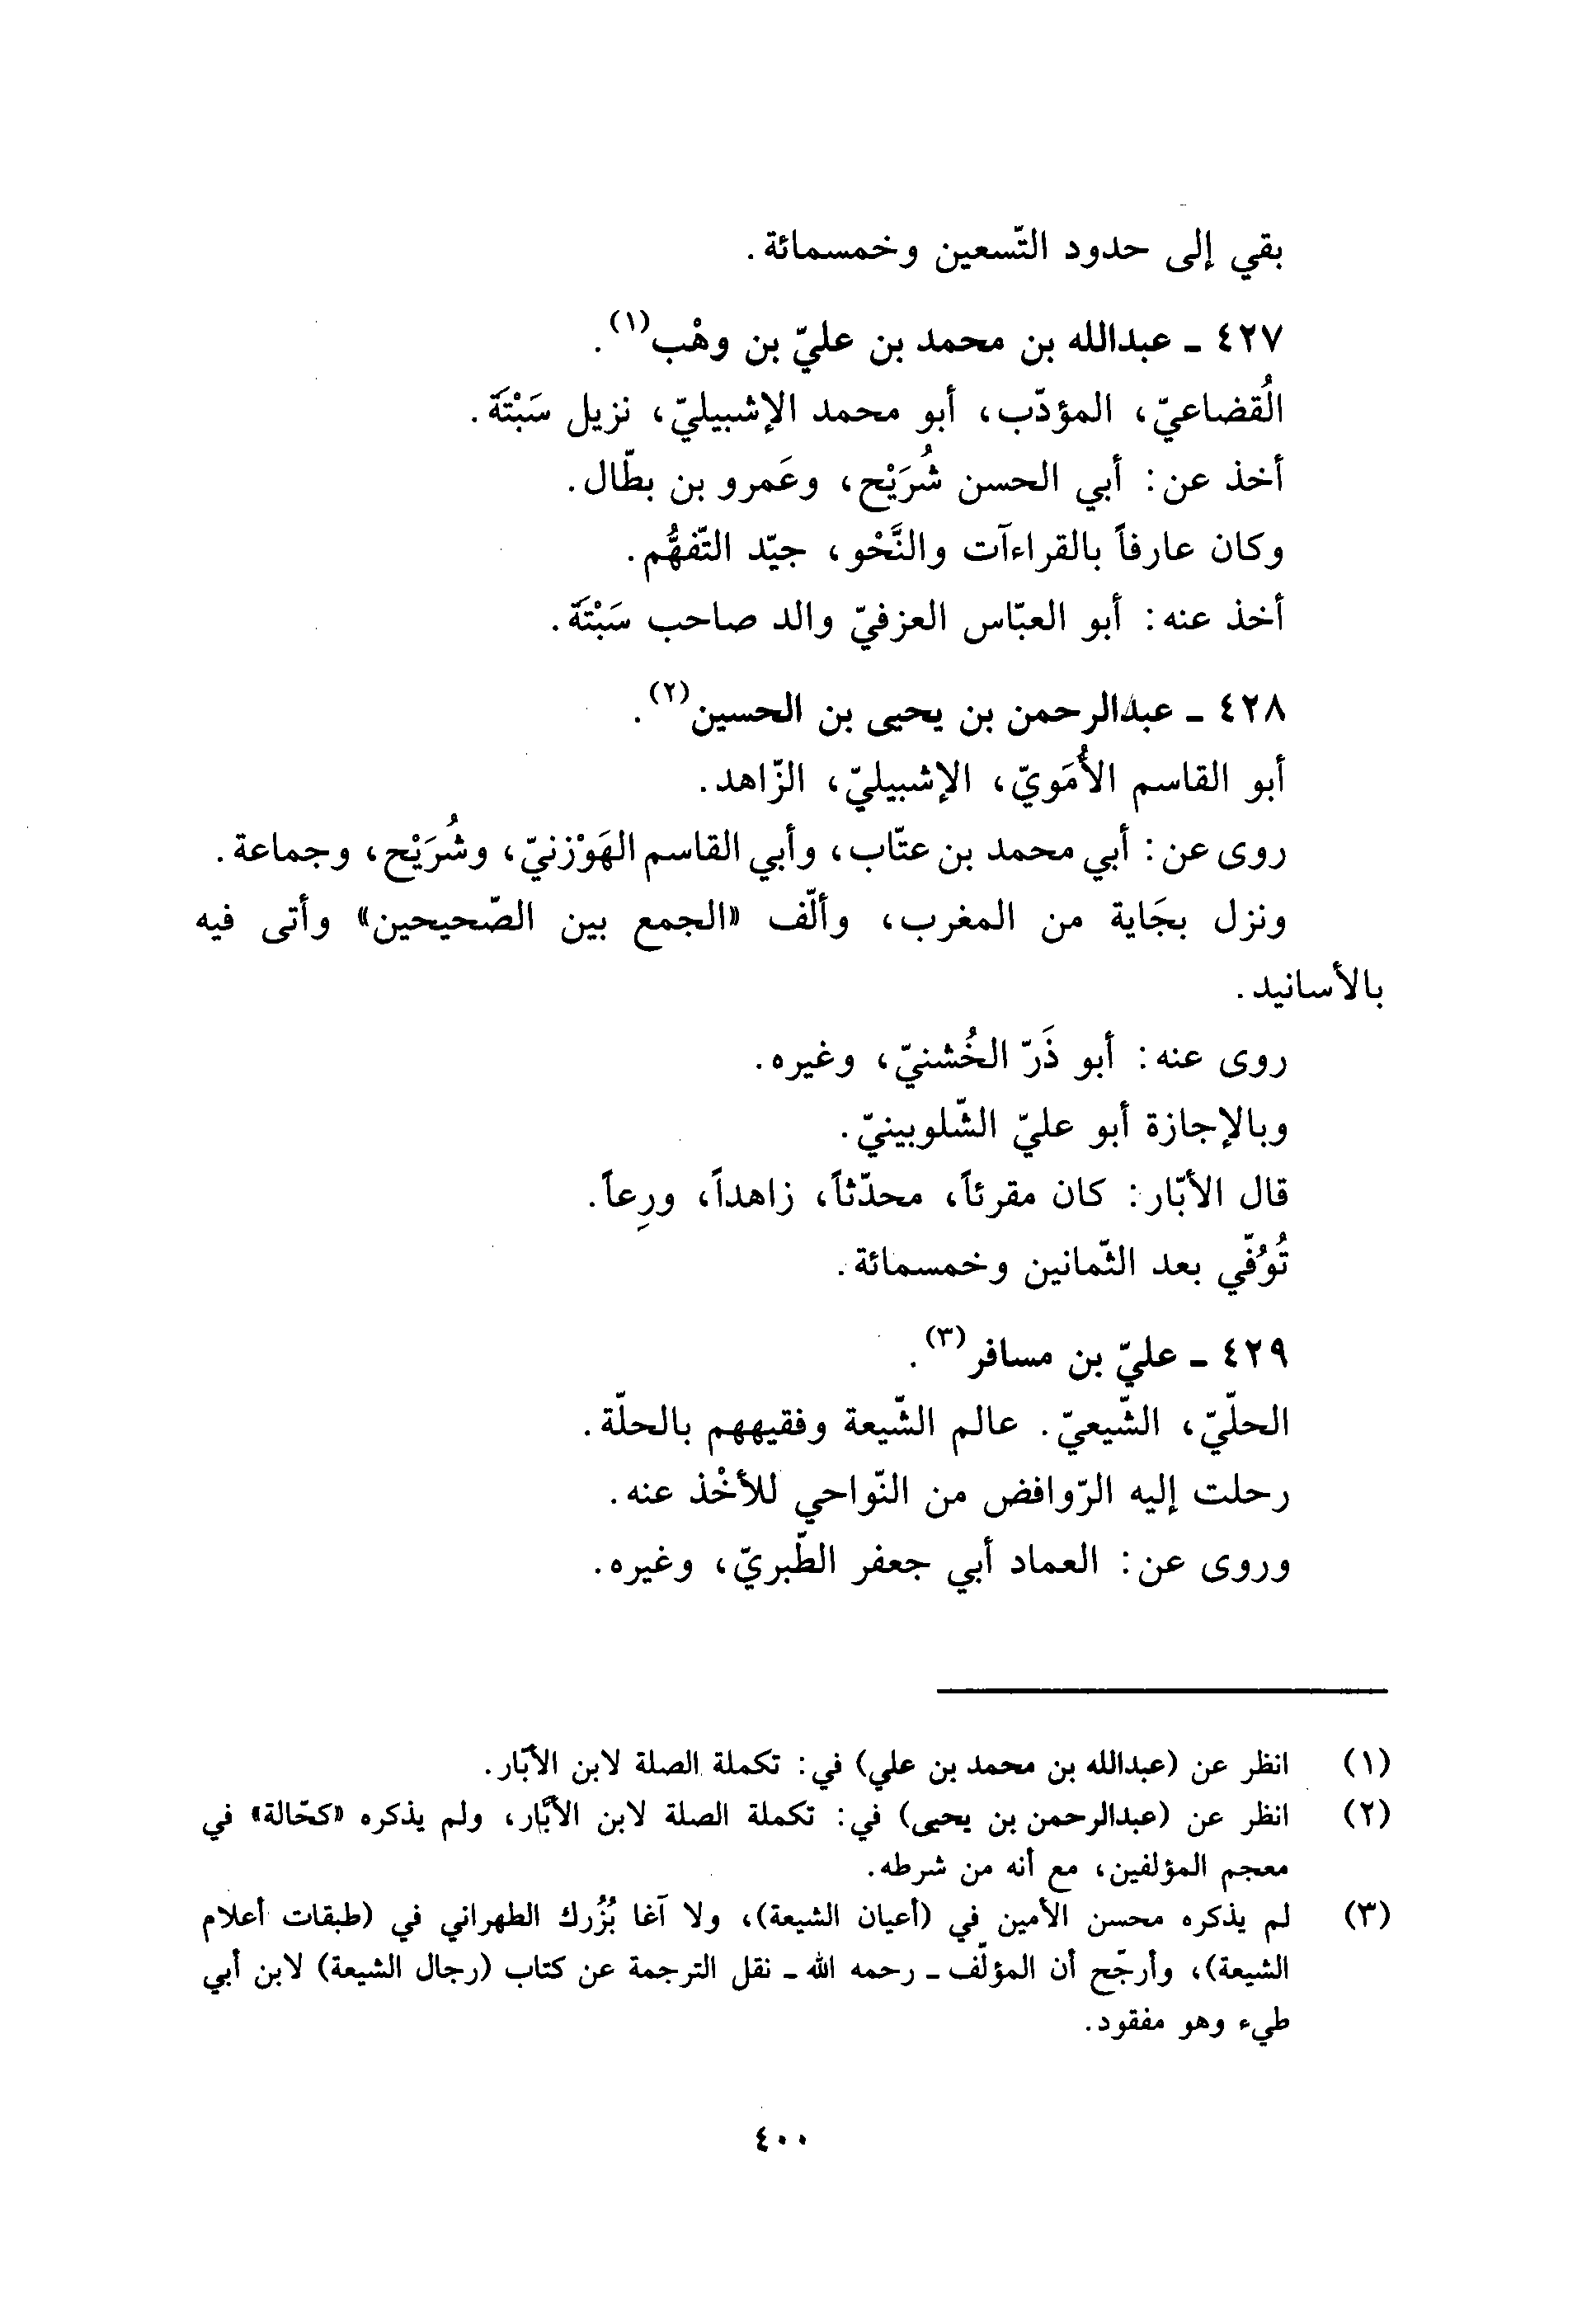 بقي إلى حدود التّسعين وخمسمائة.
٤٢٧ ـ عبدالله بن محمد بن عليّ بن وهْب(١).
القُضاعيّ، المؤدّب، أبو محمد الإشبيليّ، نزيل سَبْتَة.
أخذ عن: أبي الحسن شُرَيْح، وعَمرو بن بطّال.
وكان عارفاً بالقراءآت والنَّحْو، جيّد التّفهُّم.
أخذ عنه: أبو العبّاس العزفيّ والد صاحب سَبْتَة.
٤٢٨ ـ عبدالرحمن بن يحيى بن الحسين(٢).
أبو القاسم الأُمَويّ، الإشبيليّ، الزّاهد.
روى عن: أبي محمد بن عتّاب، وأبي القاسم الهَوْزنيّ، وشُرَيْح، وجماعة.
ونزل بجَاية من المغرب، وألّف «الجمع بين الصّحيحين» وأتى فيه
بالأسانيد.
روى عنه: أبو ذَرّ الخُشنيّ، وغيره.
وبالإجازة أبو عليّ الشّلوبينيّ.
قال الأبّار: كان مقرئاً، محدّثاً، زاهداً، ورِعاً.
تُوُفّي بعد الثّمانين وخمسمائة.
٤٢٩ ـ عليّ بن مسافر(٣).
الحلّيّ، الشّيعيّ. عالم الشّيعة وفقيههم بالحلّة.
رحلت إليه الرّوافض من النّواحي للأخْذ عنه.
وروى عن: العماد أبي جعفر الطّبريّ، وغيره.
(١) انظر عن (عبدالله بن محمد بن علي) في: تكملة الصلة لابن الأبّار.
(٢) انظر عن (عبدالرحمن بن يحيى) في: تكملة الصلة لابن الأبّار، ولم يذكره «كحّالة» في
معجم المؤلفين، مع أنه من شرطه.
(٣) لم يذكره محسن الأمين في (أعيان الشيعة)، ولا آغا بُزُرك الطهراني في (طبقات أعلام
الشيعة)، وأرجّح أن المؤلّف ـ رحمه الله ـ نقل الترجمة عن كتاب (رجال الشيعة) لابن أبي
طيء وهو مفقود.
٤٠٠